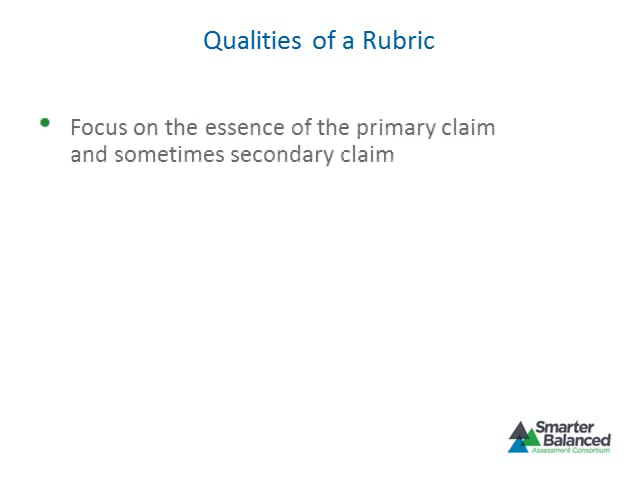 Qualities of a Rubric
• Focus on the essence of the primary claim
and sometimes secondary claim
Smarter
Balanced
Assessment Consortium